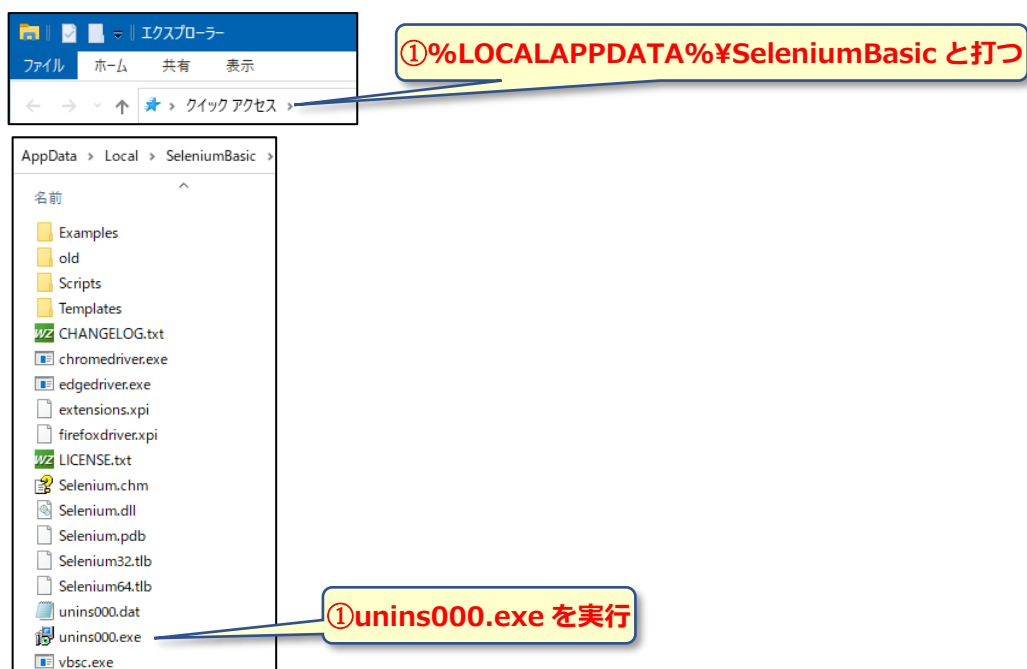 エクスプローラー
ファイル ホーム 共有 表示
クイック アクセス
①%LOCALAPPDATA%¥SeleniumBasic と打つ
AppData > Local > SeleniumBasic >
名前
Examples
old
Scripts
Templates
CHANGELOG.txt
chromedriver.exe
edgedriver.exe
extensions.xpi
firefoxdriver.xpi
LICENSE.txt
Selenium.chm
Selenium.dll
Selenium.pdb
Selenium32.tlb
Selenium64.tlb
unins000.dat
unins000.exe
①unins000.exe を実行
vbsc.exe